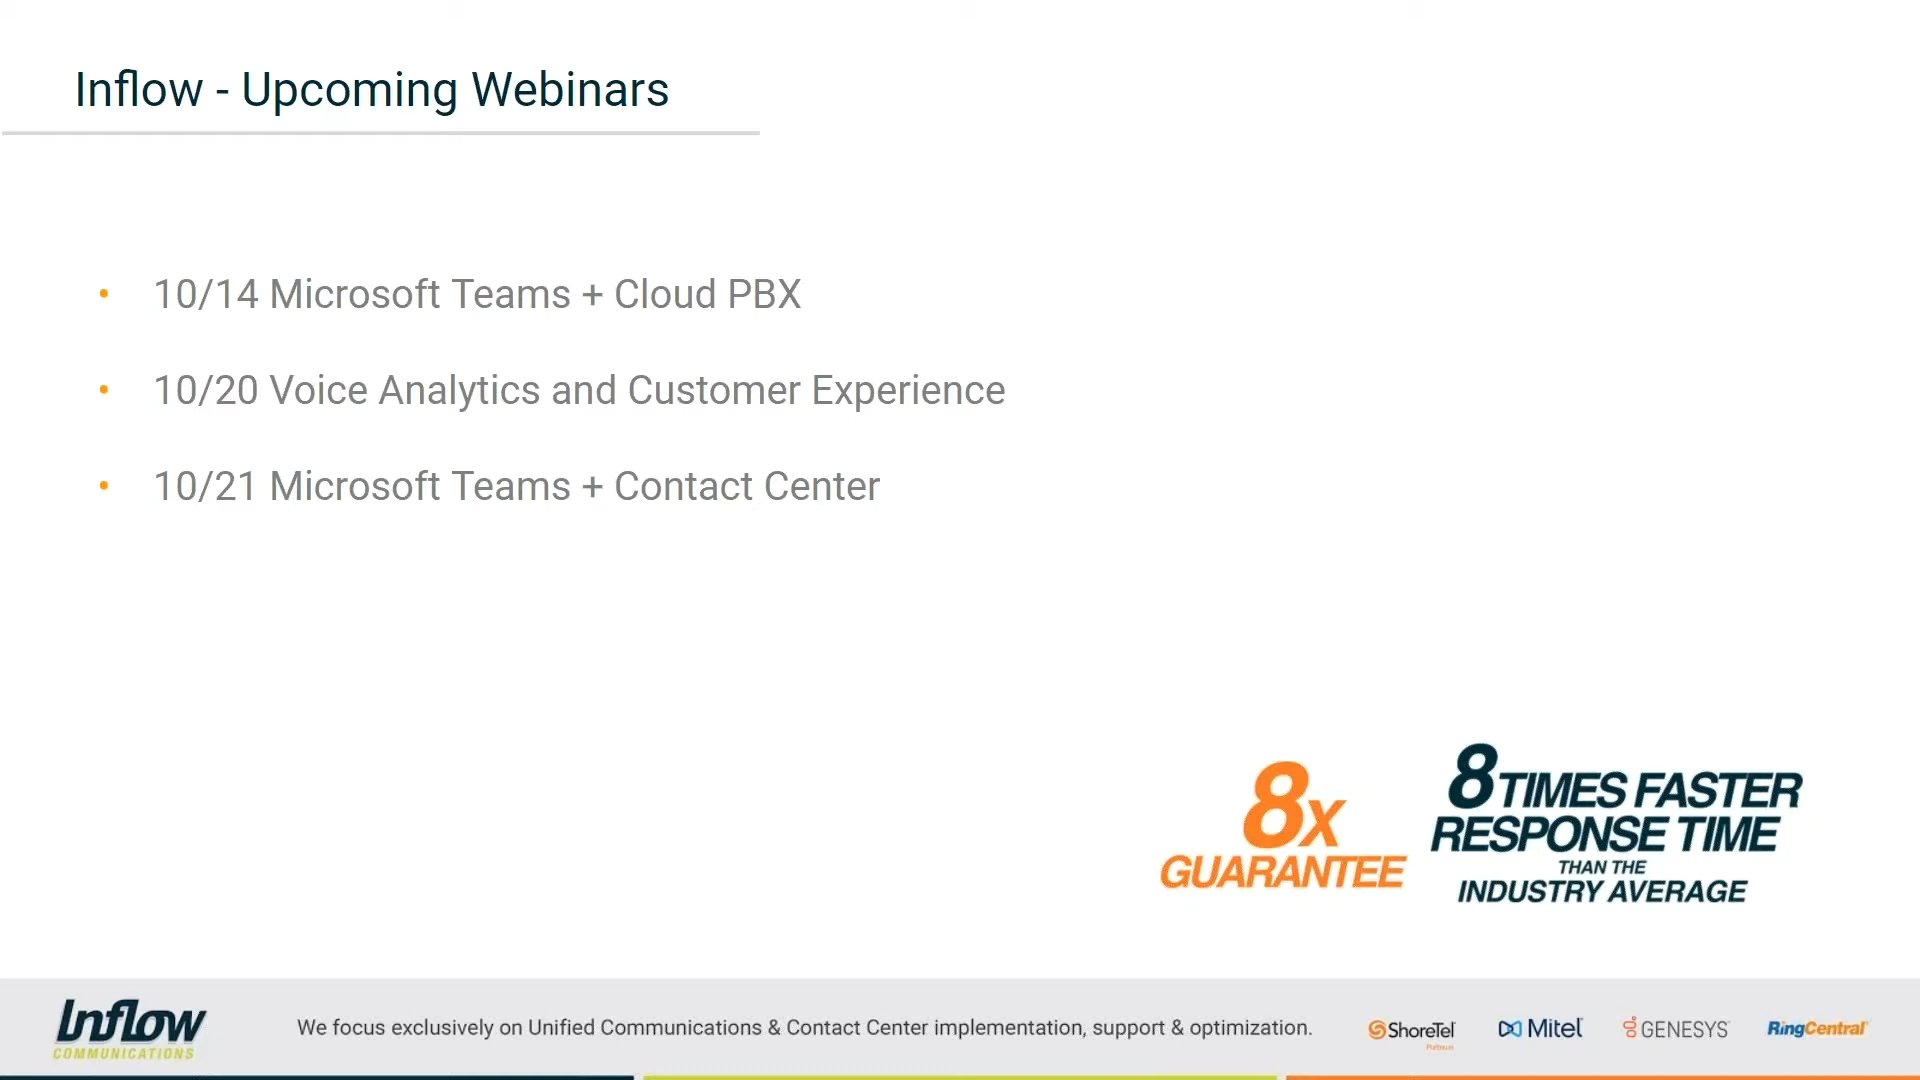 Inflow - Upcoming Webinars
• 10/14 Microsoft Teams + Cloud PBX
• 10/20 Voice Analytics and Customer Experience
• 10/21 Microsoft Teams + Contact Center
8x
GUARANTEE
8 TIMES FASTER
RESPONSE TIME
THAN THE
INDUSTRY AVERAGE
Inflow
COMMUNICATIONS
We focus exclusively on Unified Communications & Contact Center implementation, support & optimization.
ShoreTel
Platinum
Mitel
GENESYS
RingCentral